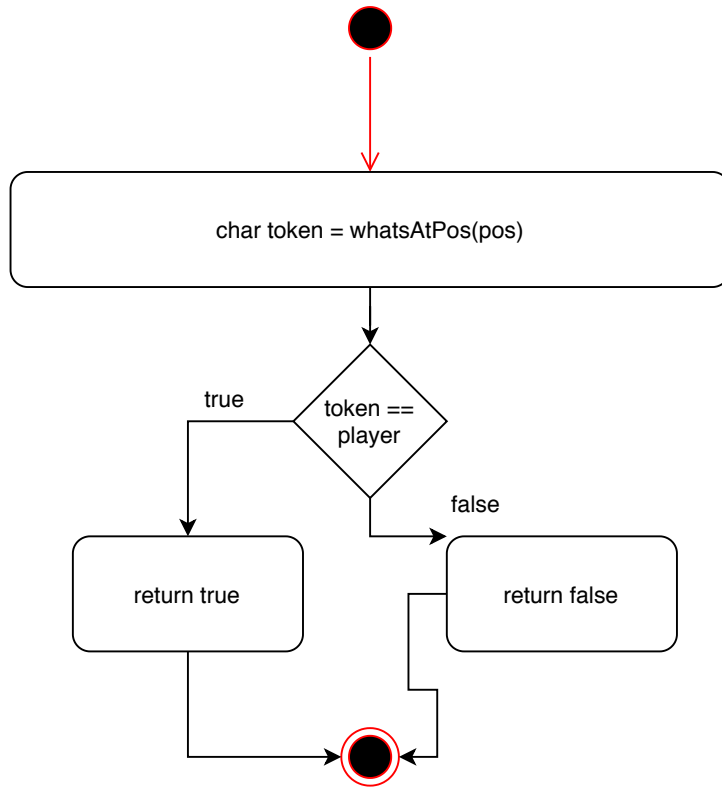 char token = whatsAtPos(pos)
true
token ==
player
false
return true
return false